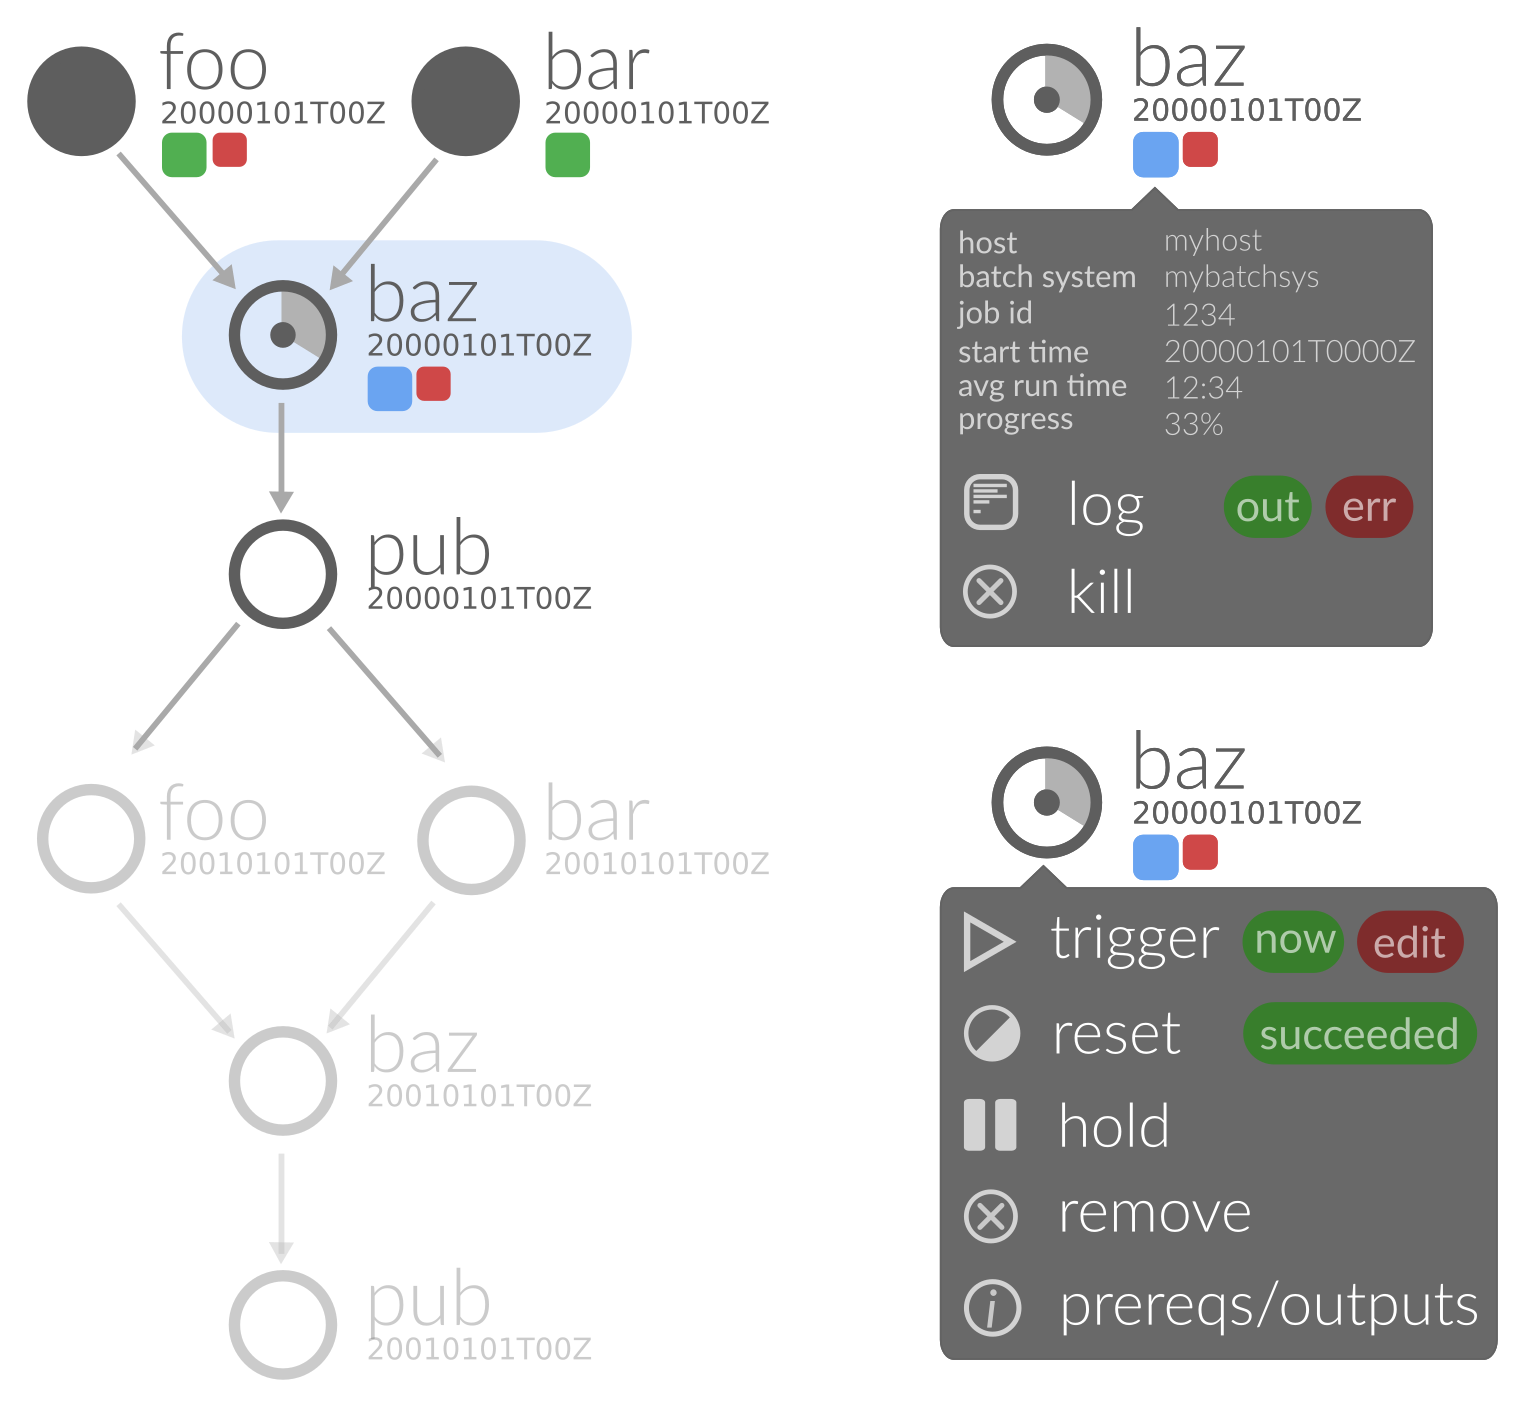 foo
20000101T00Z
bar
20000101T00Z
baz
20000101T00Z
pub
20000101T00Z
foo
20010101T00Z
bar
20010101T00Z
baz
20010101T00Z
pub
20010101T00Z
baz
20000101T00Z
host myhost
batch system mybatchsys
job id 1234
start time 20000101T0000Z
avg run time 12:34
progress 33%
log out err
kill
baz
20000101T00Z
trigger now edit
reset succeeded
hold
remove
prereqs/outputs